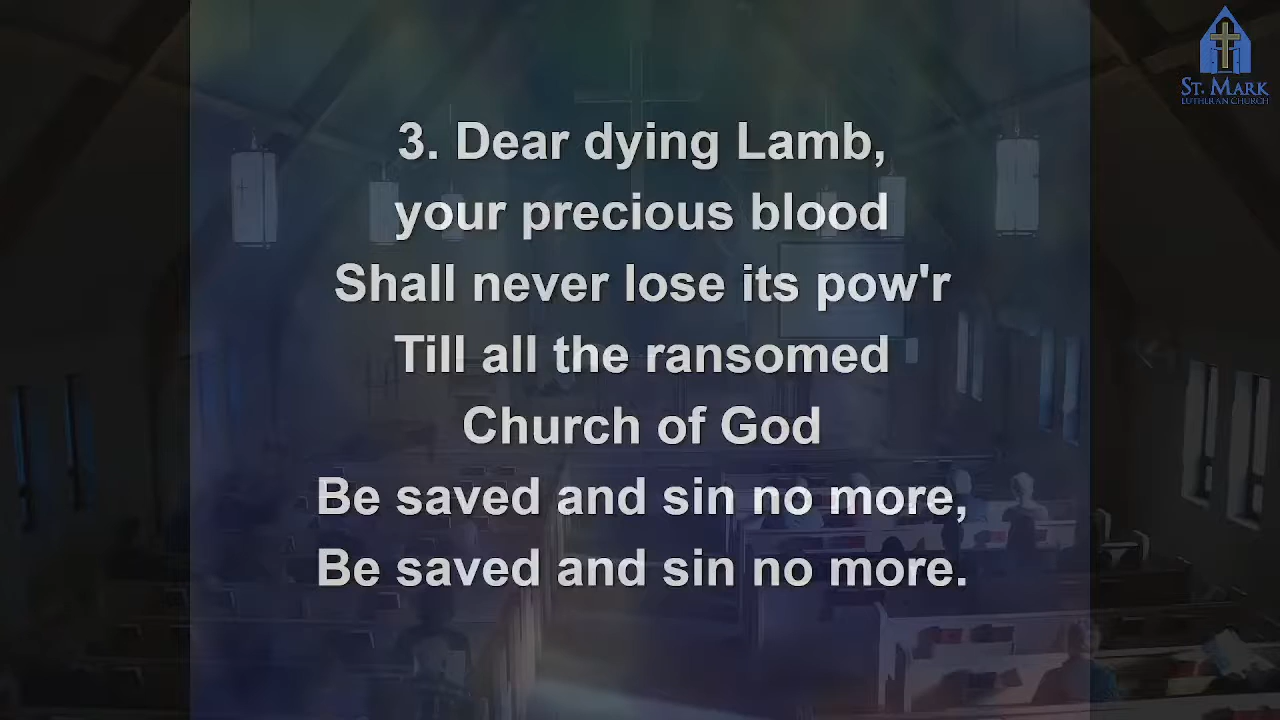 St. Mark
Lutheran Church
3. Dear dying Lamb,
your precious blood
Shall never lose its pow'r
Till all the ransomed
Church of God
Be saved and sin no more,
Be saved and sin no more.